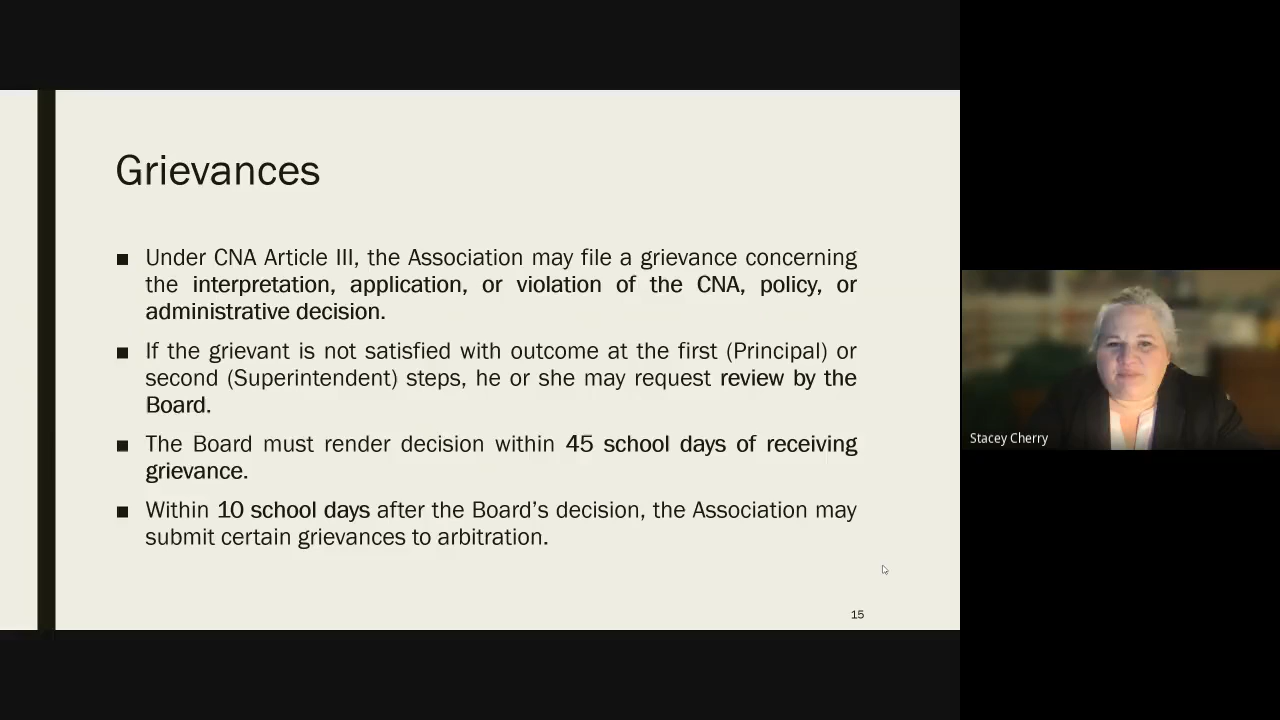 Grievances
■ Under CNA Article III, the Association may file a grievance concerning
the interpretation, application, or violation of the CNA, policy, or
administrative decision.
■ If the grievant is not satisfied with outcome at the first (Principal) or
second (Superintendent) steps, he or she may request review by the
Board.
■ The Board must render decision within 45 school days of receiving
grievance.
■ Within 10 school days after the Board’s decision, the Association may
submit certain grievances to arbitration.
15
Stacey Cherry